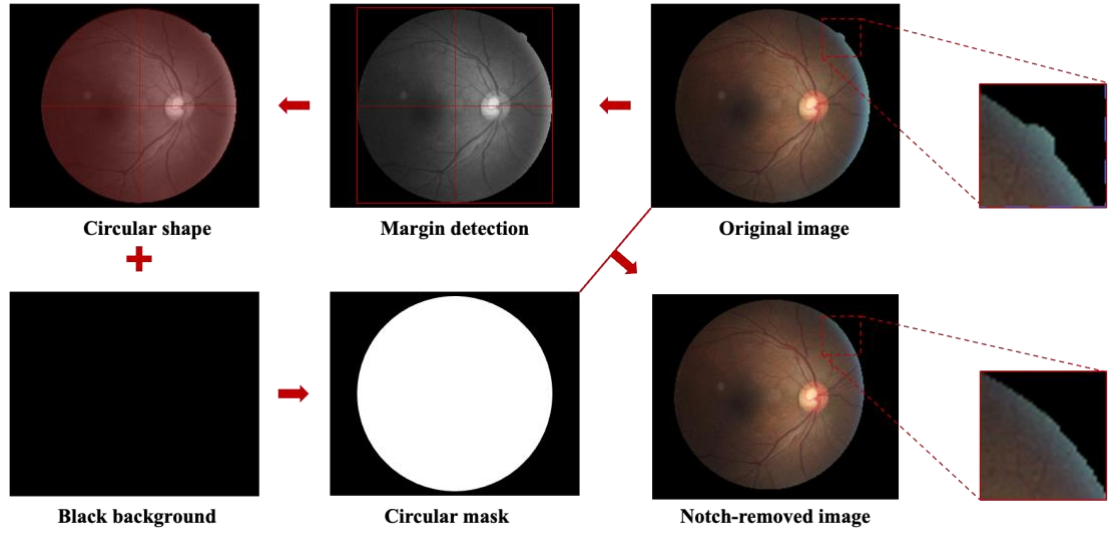 Circular shape
Margin detection
Original image
Black background
Circular mask
Notch-removed image